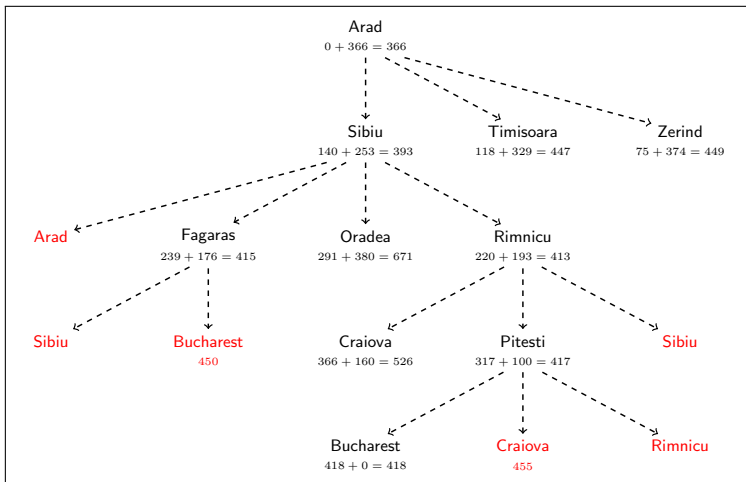 Arad
0 + 366 = 366
Sibiu Timisoara Zerind
140 + 253 = 393 118 + 329 = 447 75 + 374 = 449
Arad Fagaras Oradea Rimnicu
239 + 176 = 415 291 + 380 = 671 220 + 193 = 413
Sibiu Bucharest Craiova Pitesti Sibiu
450 366 + 160 = 526 317 + 100 = 417
Bucharest Craiova Rimnicu
418 + 0 = 418 455